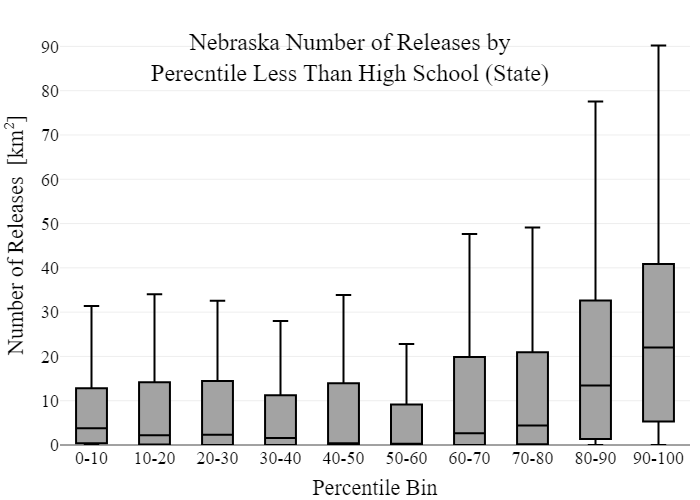 Nebraska Number of Releases by
Perecntile Less Than High School (State)
Number of Releases [km²]
90
80
70
60
50
40
30
20
10
0
0-10 10-20 20-30 30-40 40-50 50-60 60-70 70-80 80-90 90-100
Percentile Bin